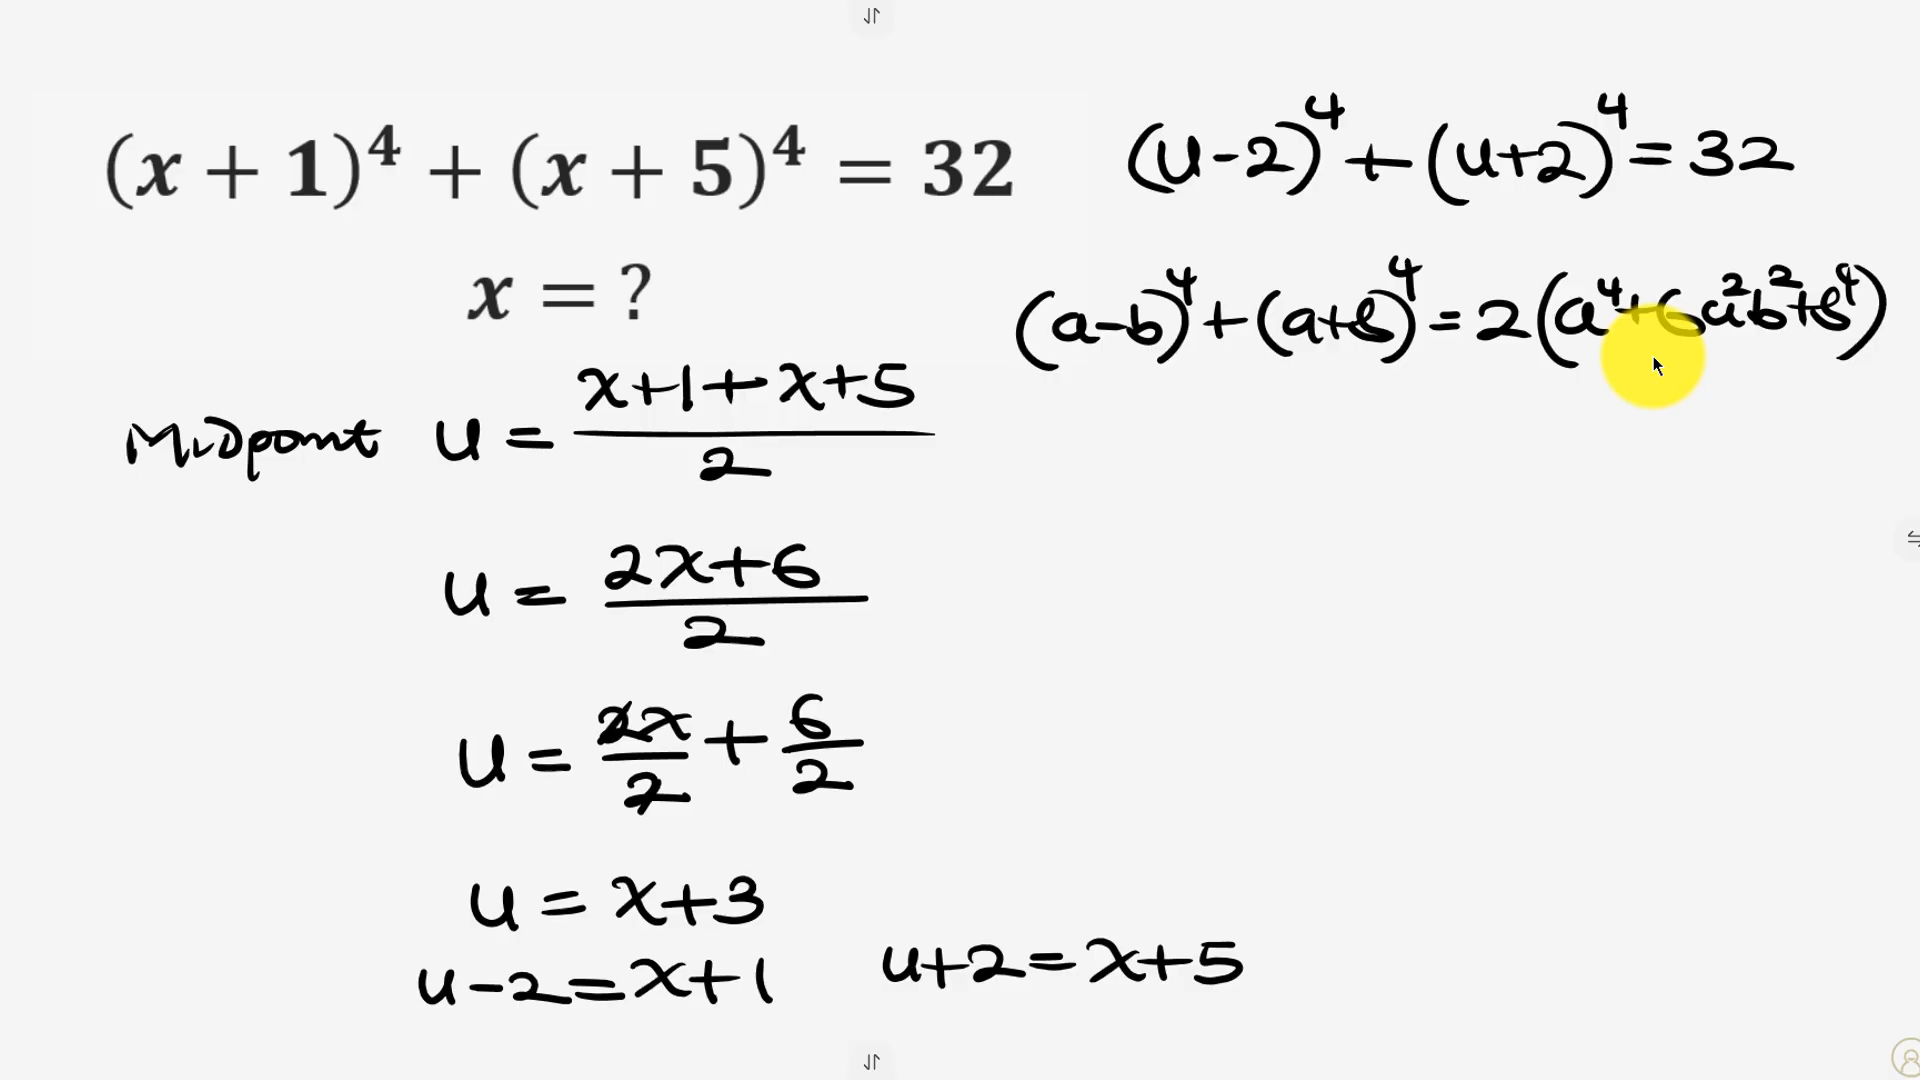 (x + 1)⁴ + (x + 5)⁴ = 32
x = ?
Midpoint u = (x+1+x+5)/2
u = (2x+6)/2
u = 2x/2 + 6/2
u = x+3
u-2=x+1
u+2=x+5
(u-2)⁴+(u+2)⁴=32
(a-b)⁴+(a+b)⁴=2(a⁴+6a²b²+b⁴)